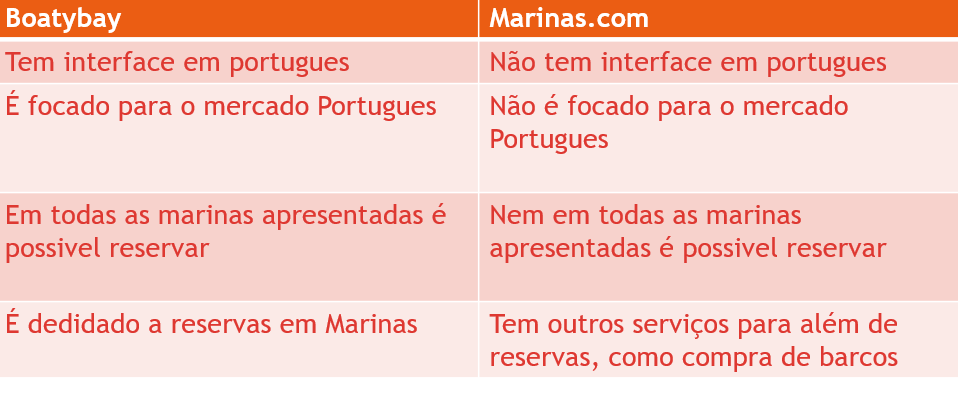 Boatybay
Marinas.com
Tem interface em portugues
Não tem interface em portugues
É focado para o mercado Portugues
Não é focado para o mercado
Portugues
Em todas as marinas apresentadas é
possivel reservar
Nem em todas as marinas
apresentadas é possivel reservar
É dedidado a reservas em Marinas
Tem outros serviços para além de
reservas, como compra de barcos